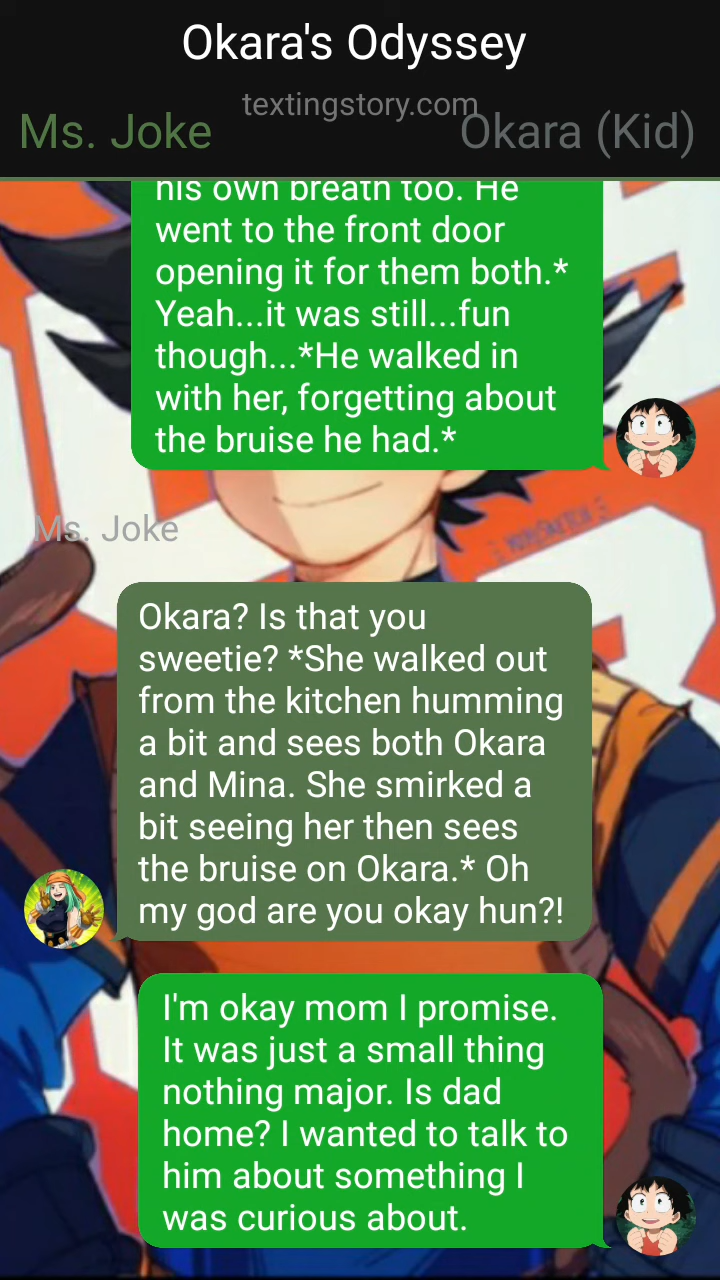 Okara's Odyssey
textingstory.com
Ms. Joke
Okara (Kid)
his own breath too. He
went to the front door
opening it for them both.*
Yeah...it was still...fun
though...*He walked in
with her, forgetting about
the bruise he had.*
Ms. Joke
Okara? Is that you
sweetie? *She walked out
from the kitchen humming
a bit and sees both Okara
and Mina. She smirked a
bit seeing her then sees
the bruise on Okara.* Oh
my god are you okay hun?!
I'm okay mom I promise.
It was just a small thing
nothing major. Is dad
home? I wanted to talk to
him about something I
was curious about.